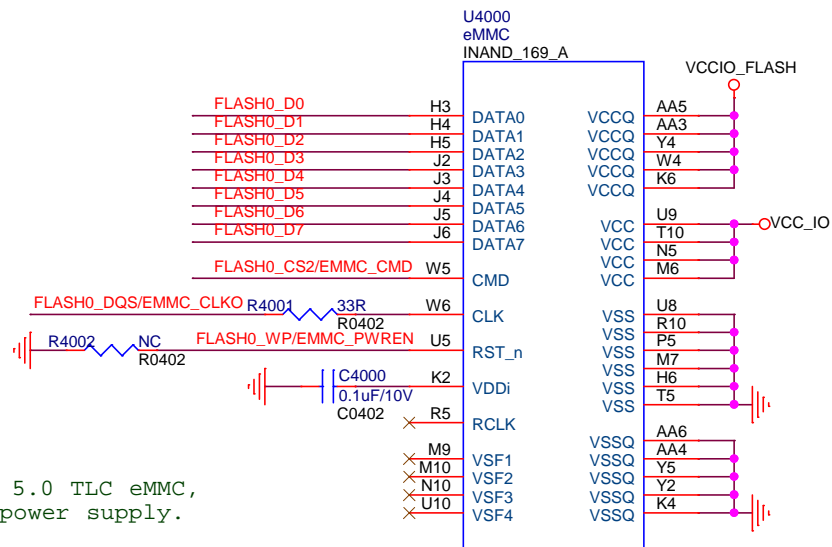 U4000
eMMC
INAND_169_A
VCCIO_FLASH
FLASH0_D0 H3 DATA0 VCCQ AA5
FLASH0_D1 H4 DATA1 VCCQ AA3
FLASH0_D2 H5 DATA2 VCCQ Y4
FLASH0_D3 J2 DATA3 VCCQ W4
FLASH0_D4 J3 DATA4 VCCQ K6
FLASH0_D5 J4 DATA5
FLASH0_D6 J5 DATA6 VCC U9 VCC_IO
FLASH0_D7 J6 DATA7 VCC T10
VCC N5
FLASH0_CS2/EMMC_CMD W5 CMD VCC M6
FLASH0_DQS/EMMC_CLKO R4001 33R W6 CLK VSS U8
R0402 VSS R10
R4002 NC FLASH0_WP/EMMC_PWREN U5 RST_n VSS P5
R0402 VSS M7
C4000 K2 VDDi VSS H6
0.1uF/10V VSS T5
C0402 R5 RCLK
VSSQ AA6
M9 VSF1 VSSQ AA4
M10 VSF2 VSSQ Y5
5.0 TLC eMMC, N10 VSF3 VSSQ Y2
power supply. U10 VSF4 VSSQ K4